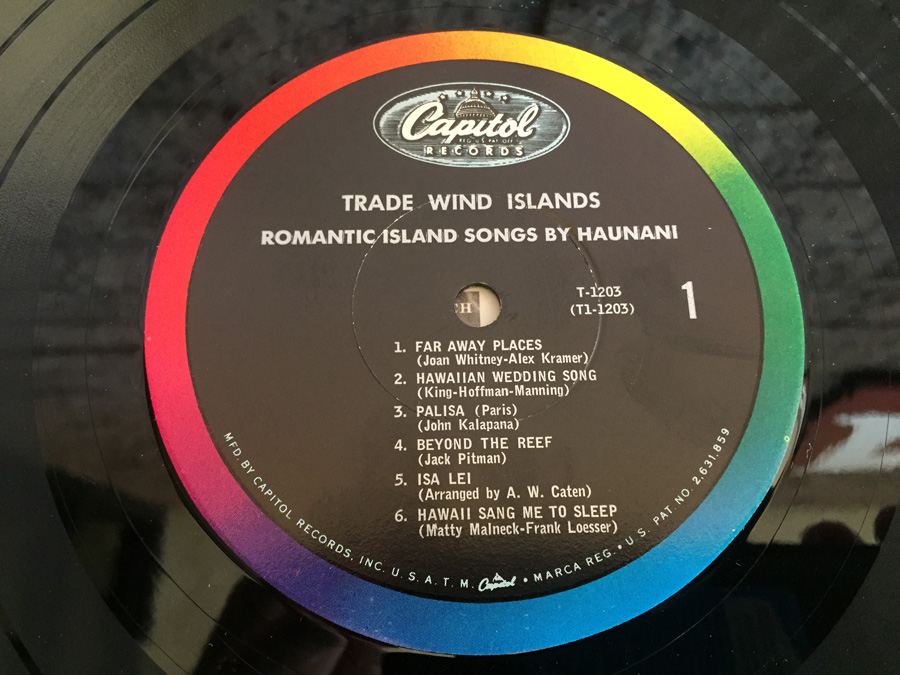 Capitol
REG. U.S. PAT. OFF.
RECORDS
TRADE WIND ISLANDS
ROMANTIC ISLAND SONGS BY HAUNANI
T-1203
(T1-1203)
1
CH
1. FAR AWAY PLACES
(Joan Whitney-Alex Kramer)
2. HAWAIIAN WEDDING SONG
(King-Hoffman-Manning)
3. PALISA (Paris)
(John Kalapana)
4. BEYOND THE REEF
(Jack Pitman)
5. ISA LEI
(Arranged by A. W. Caten)
6. HAWAII SANG ME TO SLEEP
(Matty Malneck-Frank Loesser)
MFD. BY CAPITOL RECORDS, INC. U. S. A. T. M. Capitol • MARCA REG. • U. S. PAT. NO. 2,631,859